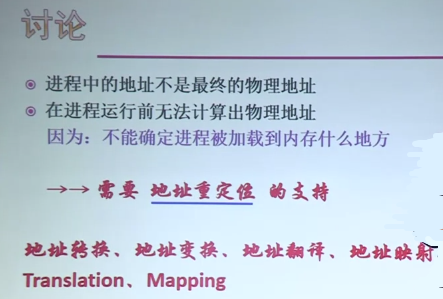 讨论
进程中的地址不是最终的物理地址
在进程运行前无法计算出物理地址
因为：不能确定进程被加载到内存什么地方
→→ 需要 地址重定位 的支持
地址转换、地址变换、地址翻译、地址映射
Translation、Mapping